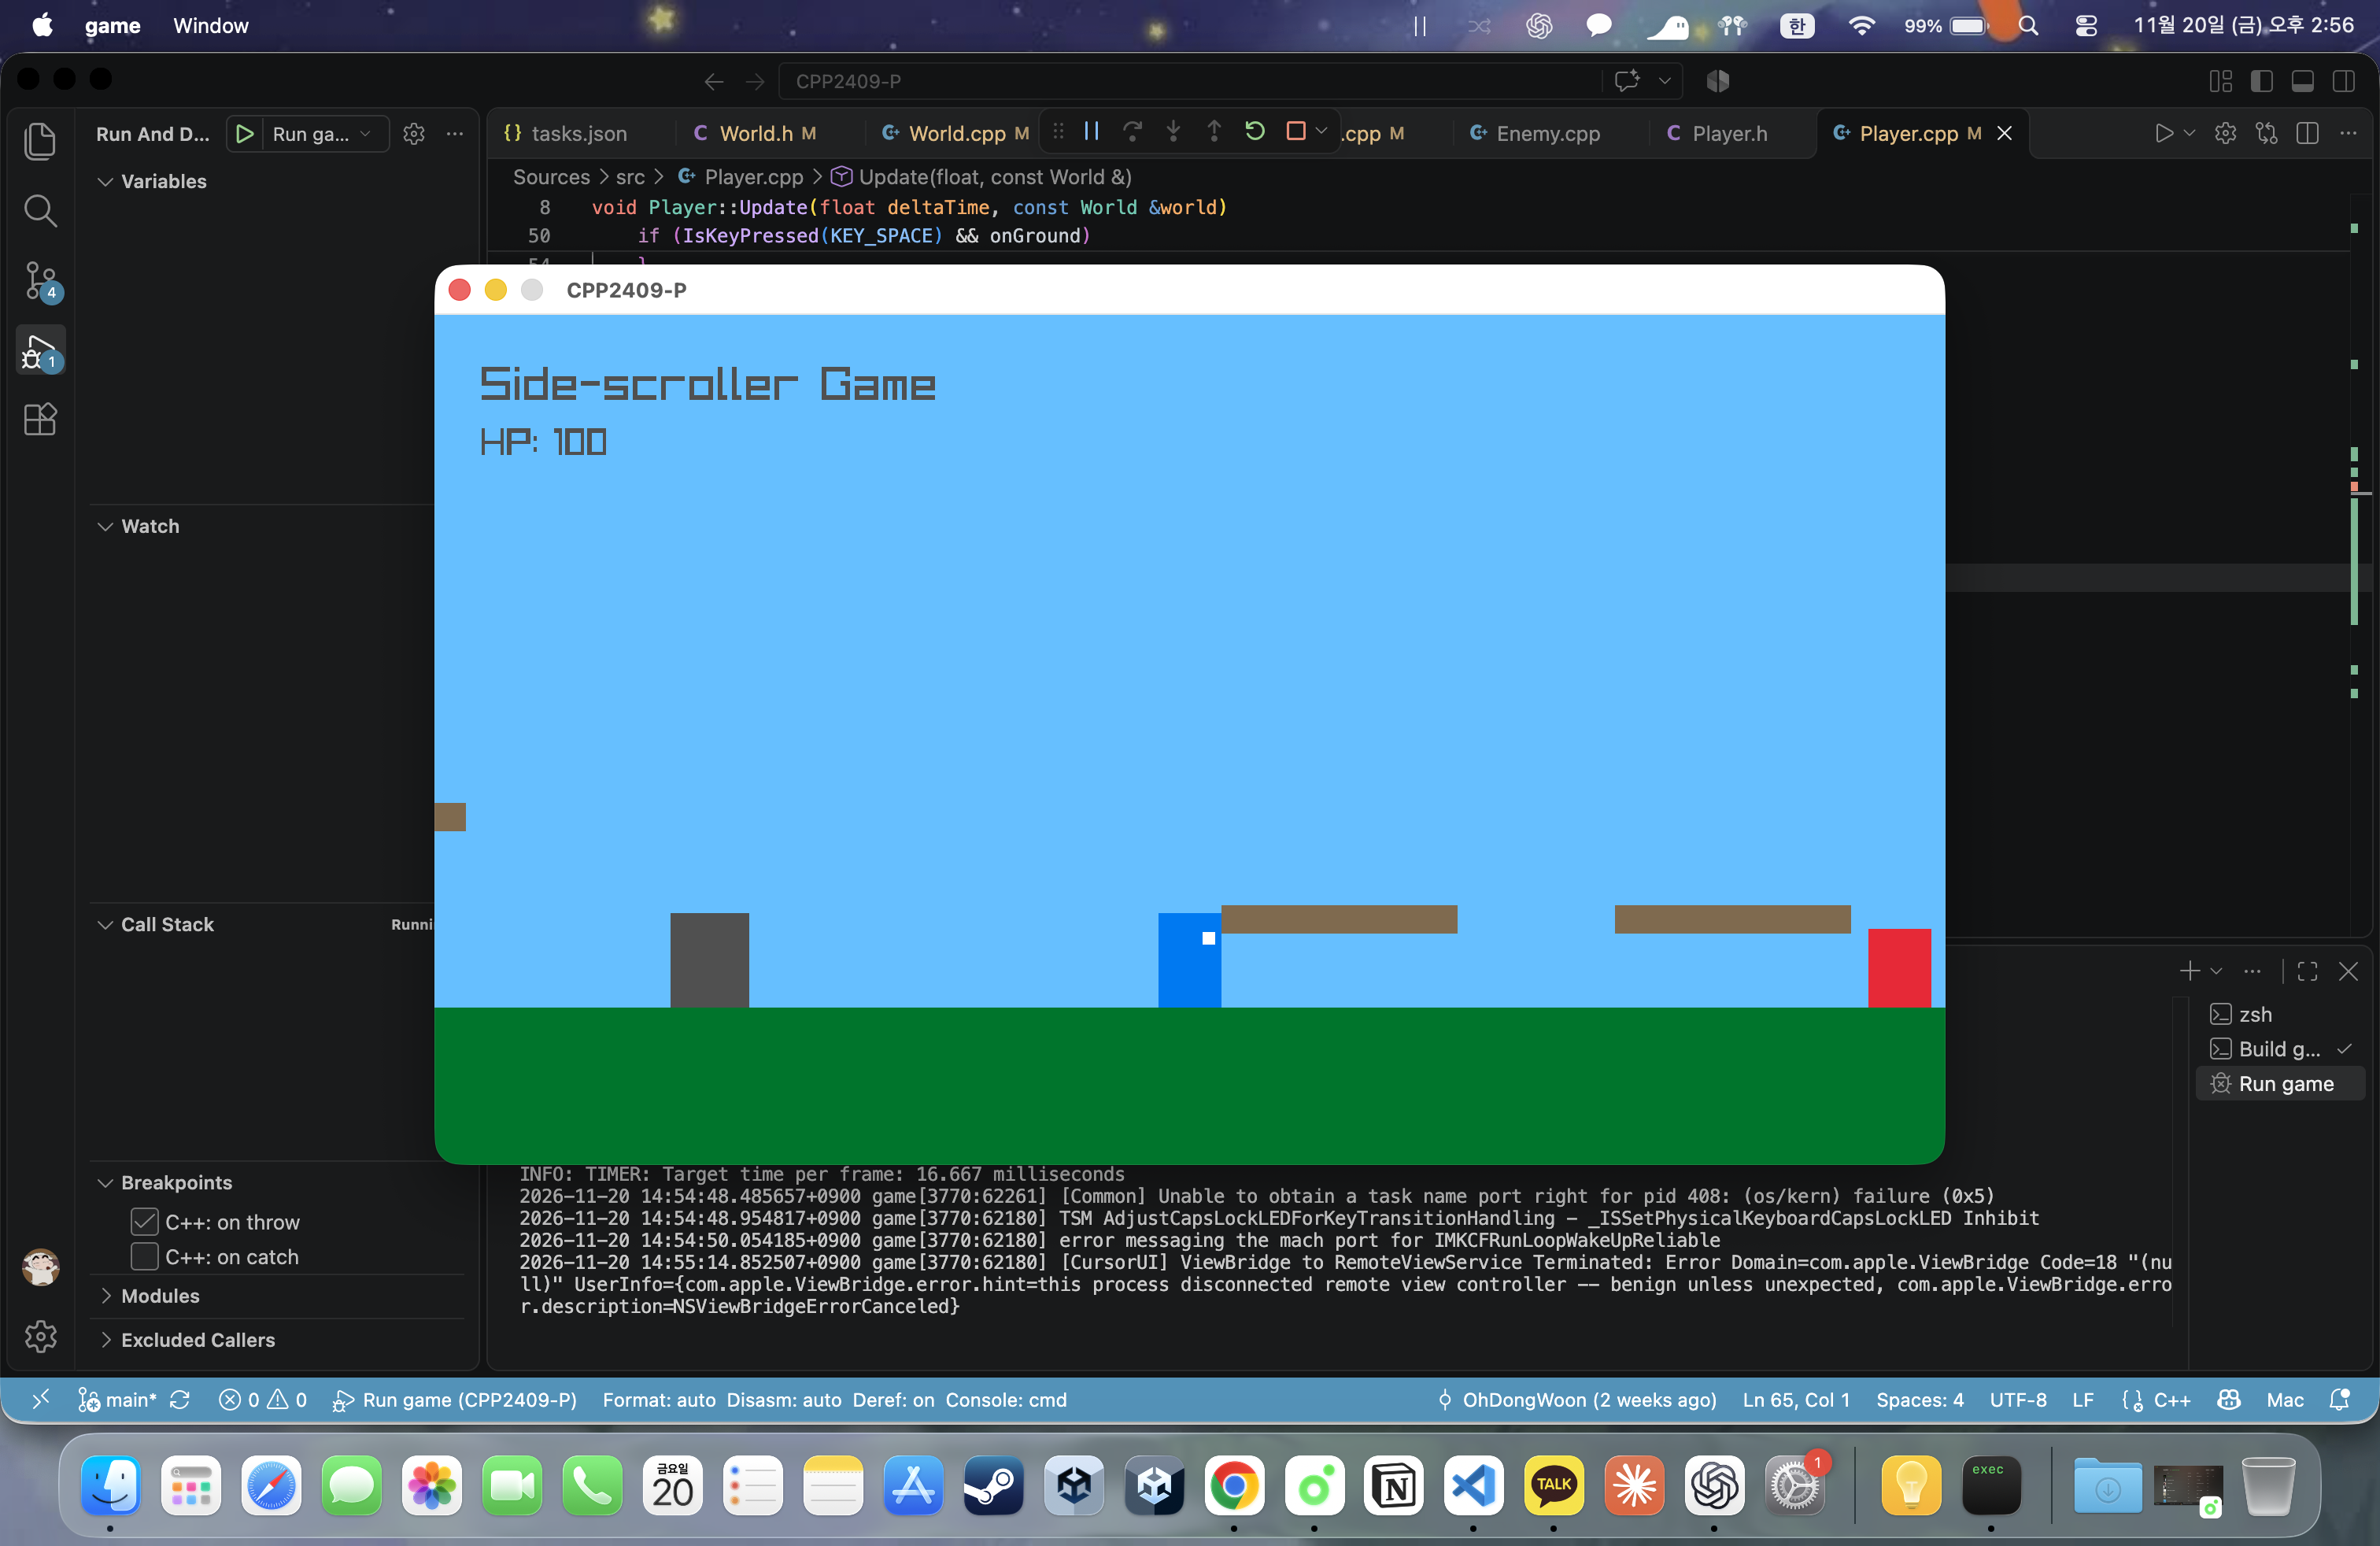 game Window 한 99% 11월 20일 (금) 오후 2:56
CPP2409-P
Run And D... Run ga... ...
tasks.json World.h M World.cpp M .cpp M Enemy.cpp Player.h Player.cpp M
Variables
Sources > src > Player.cpp > Update(float, const World &)
8 void Player::Update(float deltaTime, const World &world)
50 if (IsKeyPressed(KEY_SPACE) && onGround)
4
1
CPP2409-P
Side-scroller Game
HP: 100
Watch
Call Stack
zsh
Build g...
Run game
Breakpoints
C++: on throw
C++: on catch
Modules
Excluded Callers
INFO: TIMER: Target time per frame: 16.667 milliseconds
2026-11-20 14:54:48.485657+0900 game[3770:62261] [Common] Unable to obtain a task name port right for pid 408: (os/kern) failure (0x5)
2026-11-20 14:54:48.954817+0900 game[3770:62180] TSM AdjustCapsLockLEDForKeyTransitionHandling - _ISSetPhysicalKeyboardCapsLockLED Inhibit
2026-11-20 14:54:50.054185+0900 game[3770:62180] error messaging the mach port for IMKCFRunLoopWakeUpReliable
2026-11-20 14:55:14.852507+0900 game[3770:62180] [CursorUI] ViewBridge to RemoteViewService Terminated: Error Domain=com.apple.ViewBridge Code=18 "(nu
ll)" UserInfo={com.apple.ViewBridge.error.hint=this process disconnected remote view controller -- benign unless unexpected, com.apple.ViewBridge.erro
r.description=NSViewBridgeErrorCanceled}
main* 0 0 Run game (CPP2409-P) Format: auto Disasm: auto Deref: on Console: cmd OhDongWoon (2 weeks ago) Ln 65, Col 1 Spaces: 4 UTF-8 LF C++ Mac
금요일
20
TALK
1
exec